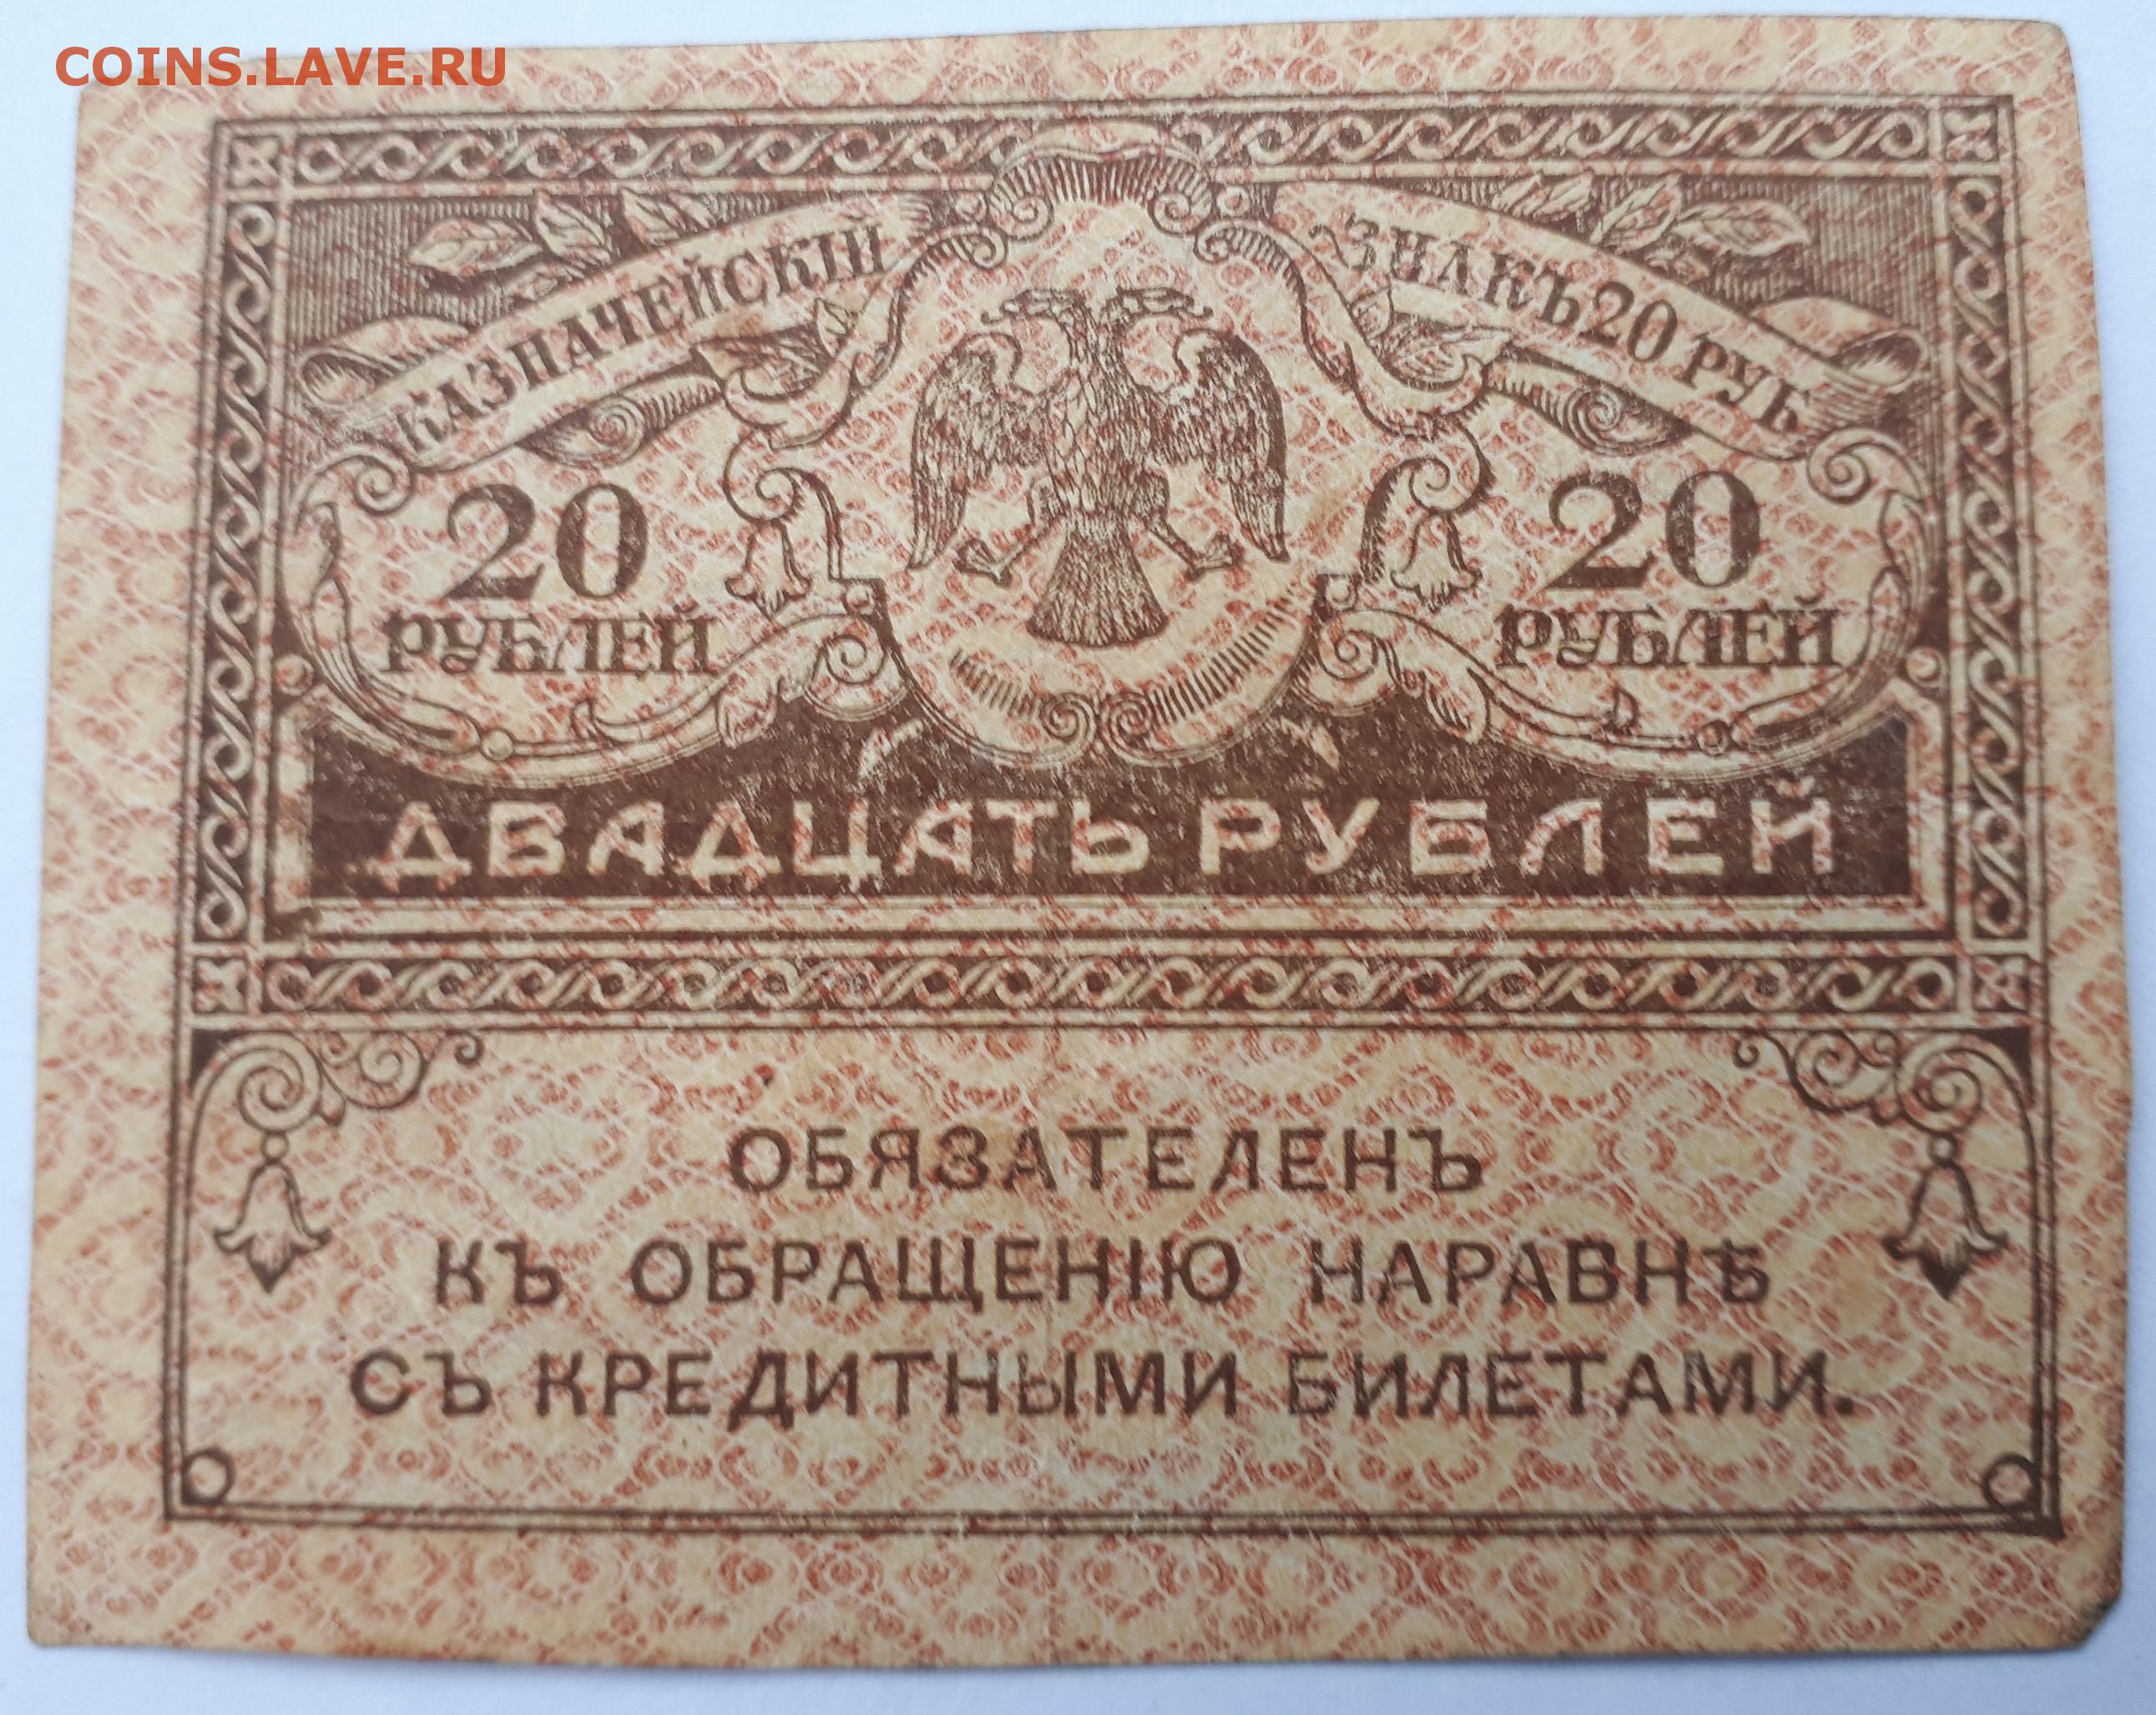 COINS.LAVE.RU
КАЗНАЧЕЙСКІЙ ЗНАКЪ 20 РУБ
20 20
РУБЛЕЙ РУБЛЕЙ
ДВАДЦАТЬ РУБЛЕЙ
ОБЯЗАТЕЛЕНЪ
КЪ ОБРАЩЕНІЮ НАРАВНѢ
СЪ КРЕДИТНЫМИ БИЛЕТАМИ.